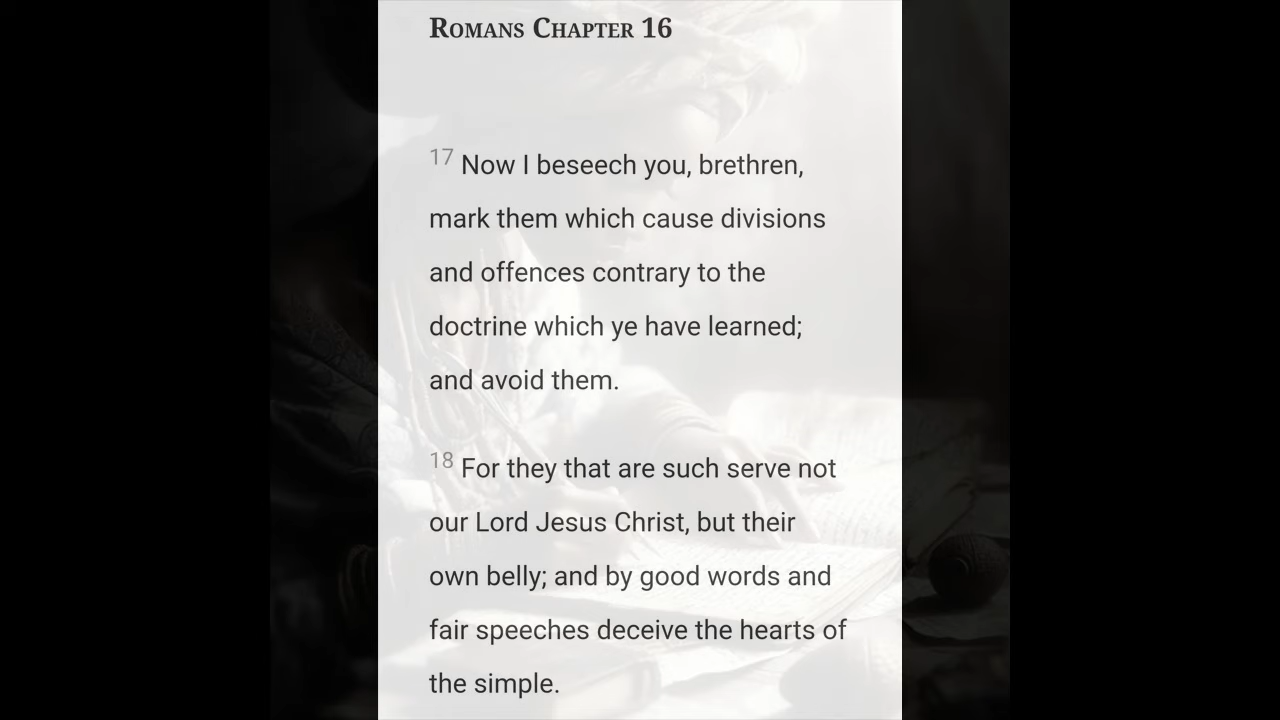 Romans Chapter 16
17 Now I beseech you, brethren,
mark them which cause divisions
and offences contrary to the
doctrine which ye have learned;
and avoid them.
18 For they that are such serve not
our Lord Jesus Christ, but their
own belly; and by good words and
fair speeches deceive the hearts of
the simple.